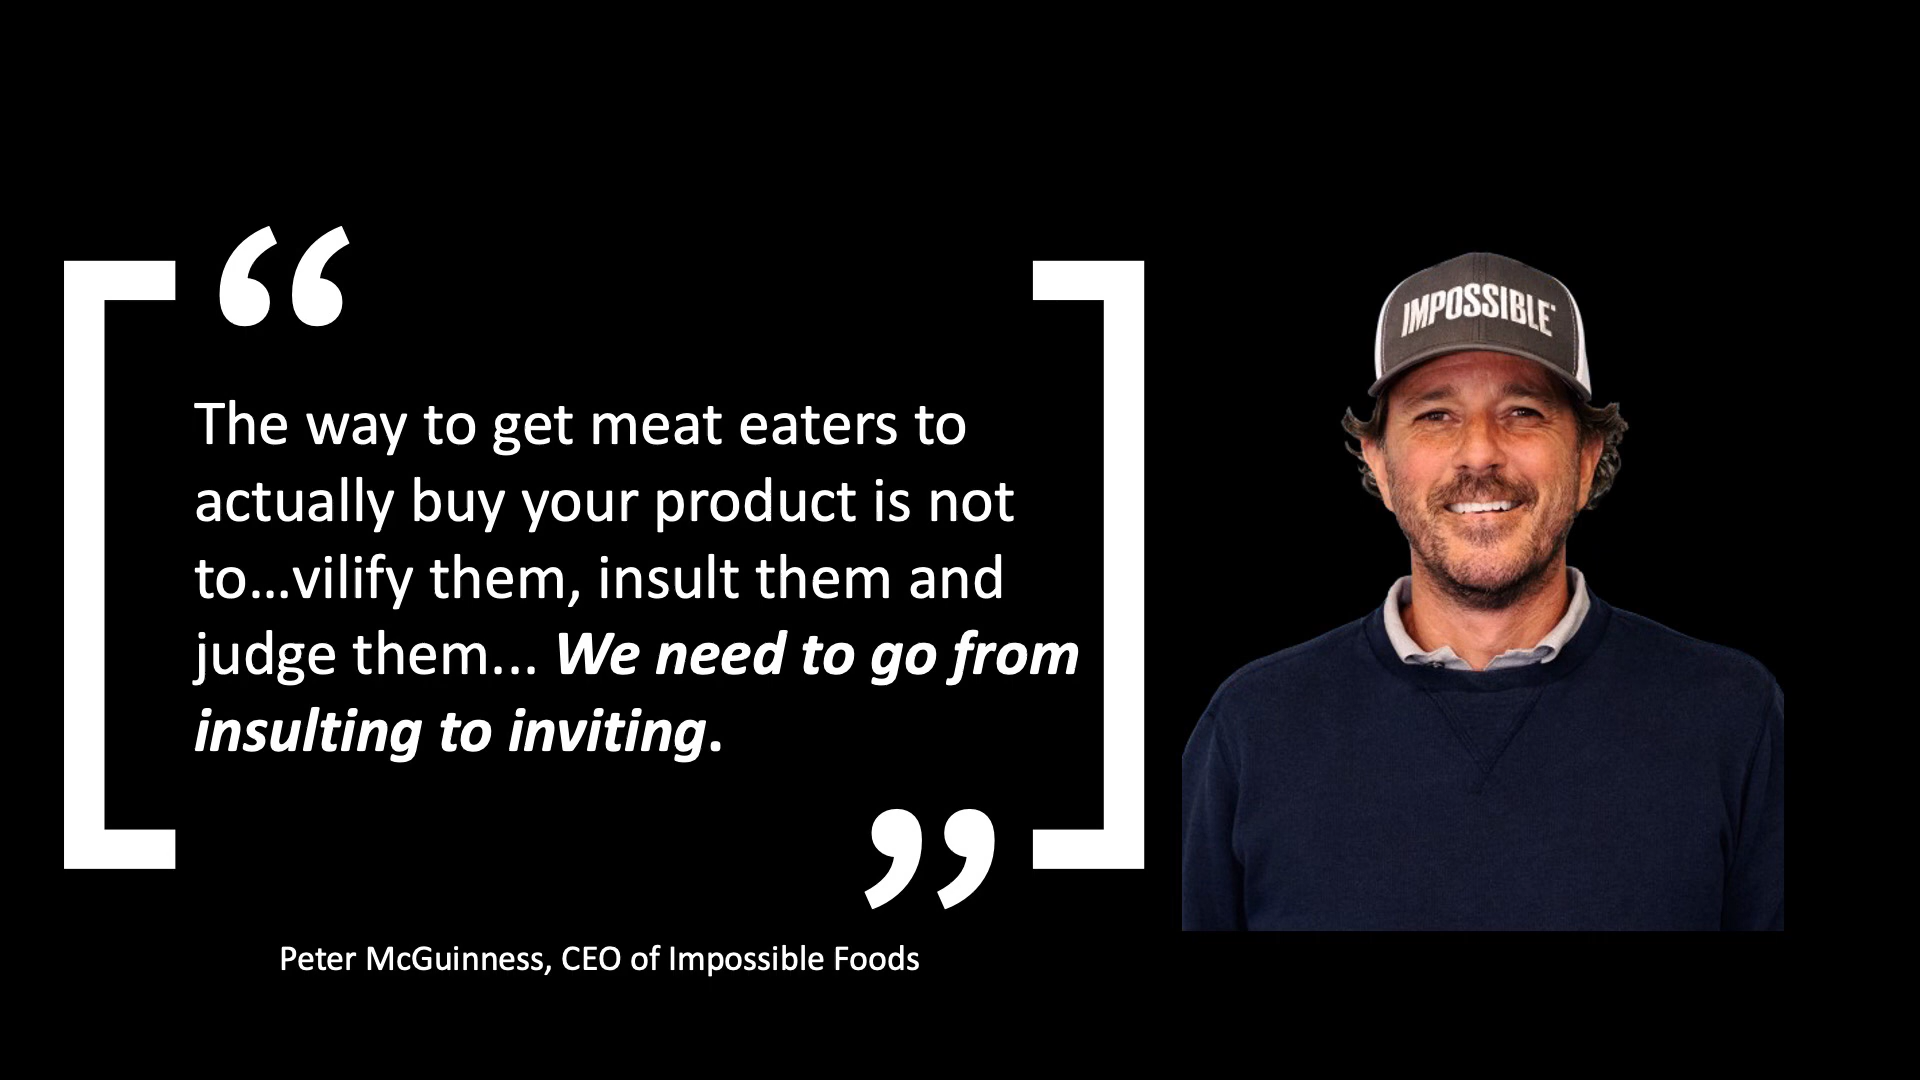 “
The way to get meat eaters to
actually buy your product is not
to…vilify them, insult them and
judge them... We need to go from
insulting to inviting.
”
Peter McGuinness, CEO of Impossible Foods
IMPOSSIBLE